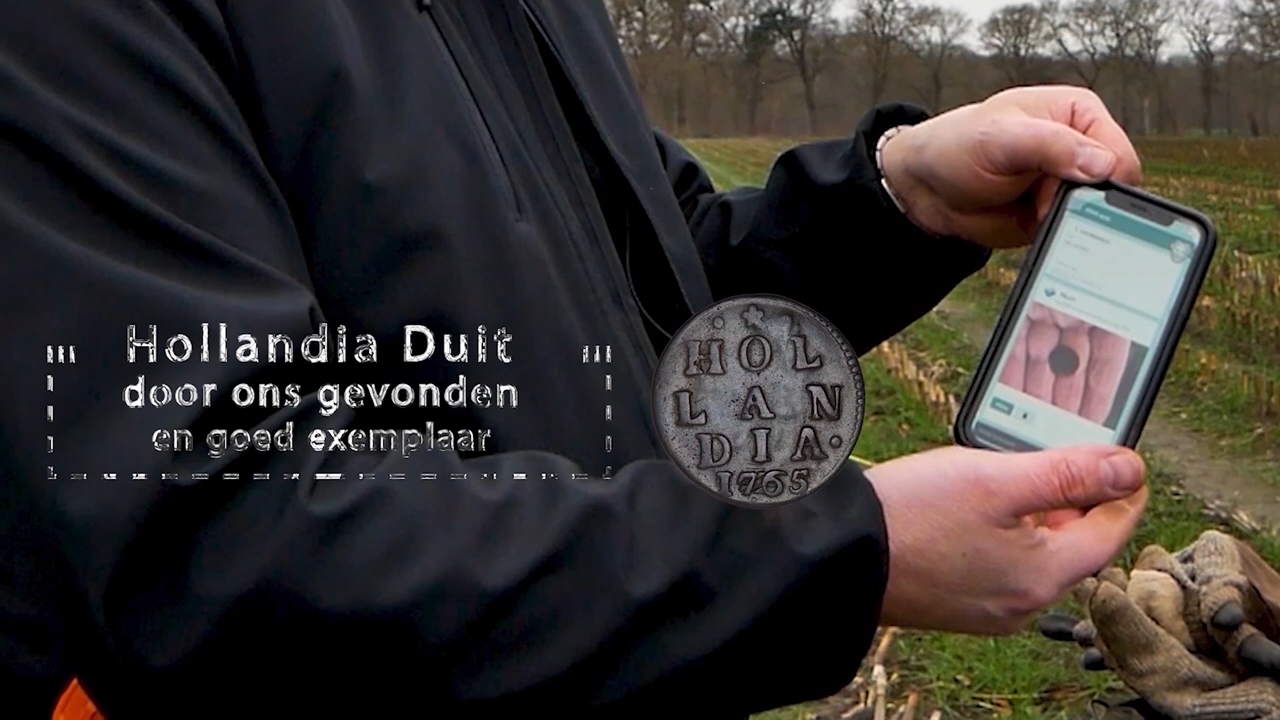 Hollandia Duit
door ons gevonden
en goed exemplaar
HOL
LAN
DIA·
1765